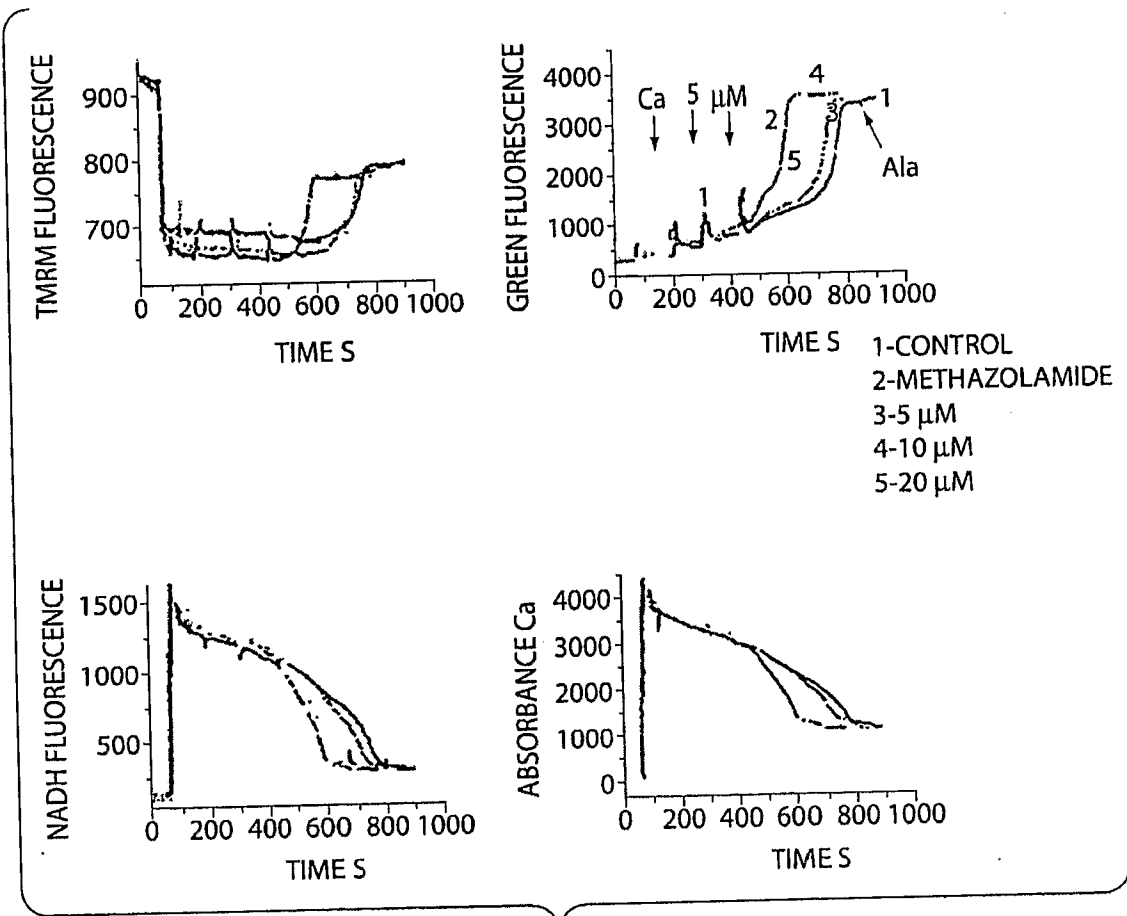 TMRM FLUORESCENCE
900
800
700
0 200 400 600 800 1000
TIME S
GREEN FLUORESCENCE
4000
3000
2000
1000
0
Ca 5 μM
1
2
5
4
3
1
Ala
0 200 400 600 800 1000
TIME S
1-CONTROL
2-METHAZOLAMIDE
3-5 μM
4-10 μM
5-20 μM
NADH FLUORESCENCE
1500
1000
500
0 200 400 600 800 1000
TIME S
ABSORBANCE Ca
4000
3000
2000
1000
0
0 200 400 600 800 1000
TIME S